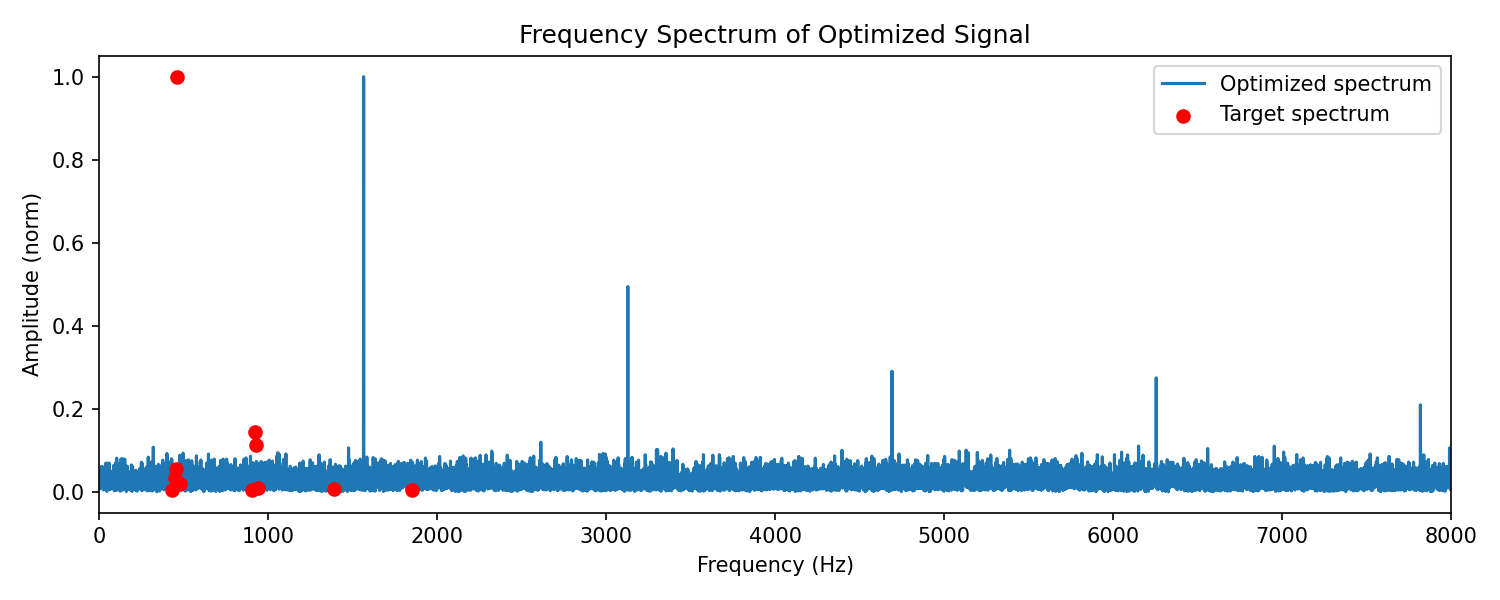 Frequency Spectrum of Optimized Signal
Optimized spectrum
Target spectrum
Amplitude (norm)
1.0
0.8
0.6
0.4
0.2
0.0
0 1000 2000 3000 4000 5000 6000 7000 8000
Frequency (Hz)